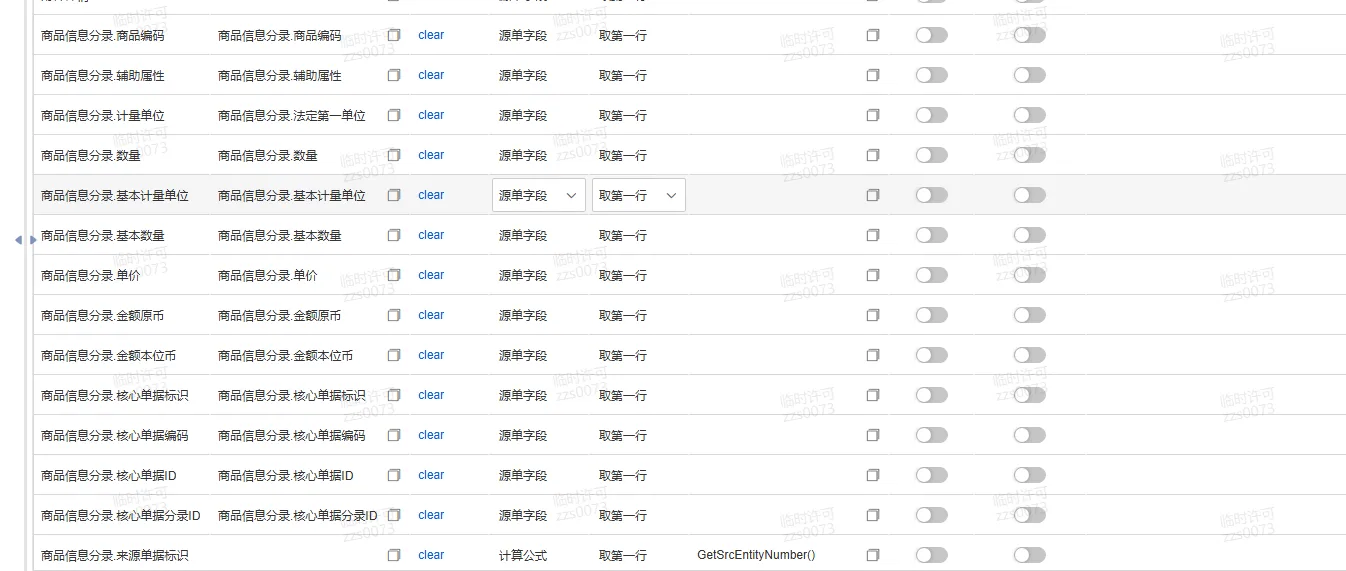 商品信息分录.商品编码 商品信息分录.商品编码 clear 源单字段 取第一行
商品信息分录.辅助属性 商品信息分录.辅助属性 clear 源单字段 取第一行
商品信息分录.计量单位 商品信息分录.法定第一单位 clear 源单字段 取第一行
商品信息分录.数量 商品信息分录.数量 clear 源单字段 取第一行
商品信息分录.基本计量单位 商品信息分录.基本计量单位 clear 源单字段 取第一行
商品信息分录.基本数量 商品信息分录.基本数量 clear 源单字段 取第一行
商品信息分录.单价 商品信息分录.单价 clear 源单字段 取第一行
商品信息分录.金额原币 商品信息分录.金额原币 clear 源单字段 取第一行
商品信息分录.金额本位币 商品信息分录.金额本位币 clear 源单字段 取第一行
商品信息分录.核心单据标识 商品信息分录.核心单据标识 clear 源单字段 取第一行
商品信息分录.核心单据编码 商品信息分录.核心单据编码 clear 源单字段 取第一行
商品信息分录.核心单据ID 商品信息分录.核心单据ID clear 源单字段 取第一行
商品信息分录.核心单据分录ID 商品信息分录.核心单据分录ID clear 源单字段 取第一行
商品信息分录.来源单据标识 clear 计算公式 取第一行 GetSrcEntityNumber()
临时许可
zzs0073